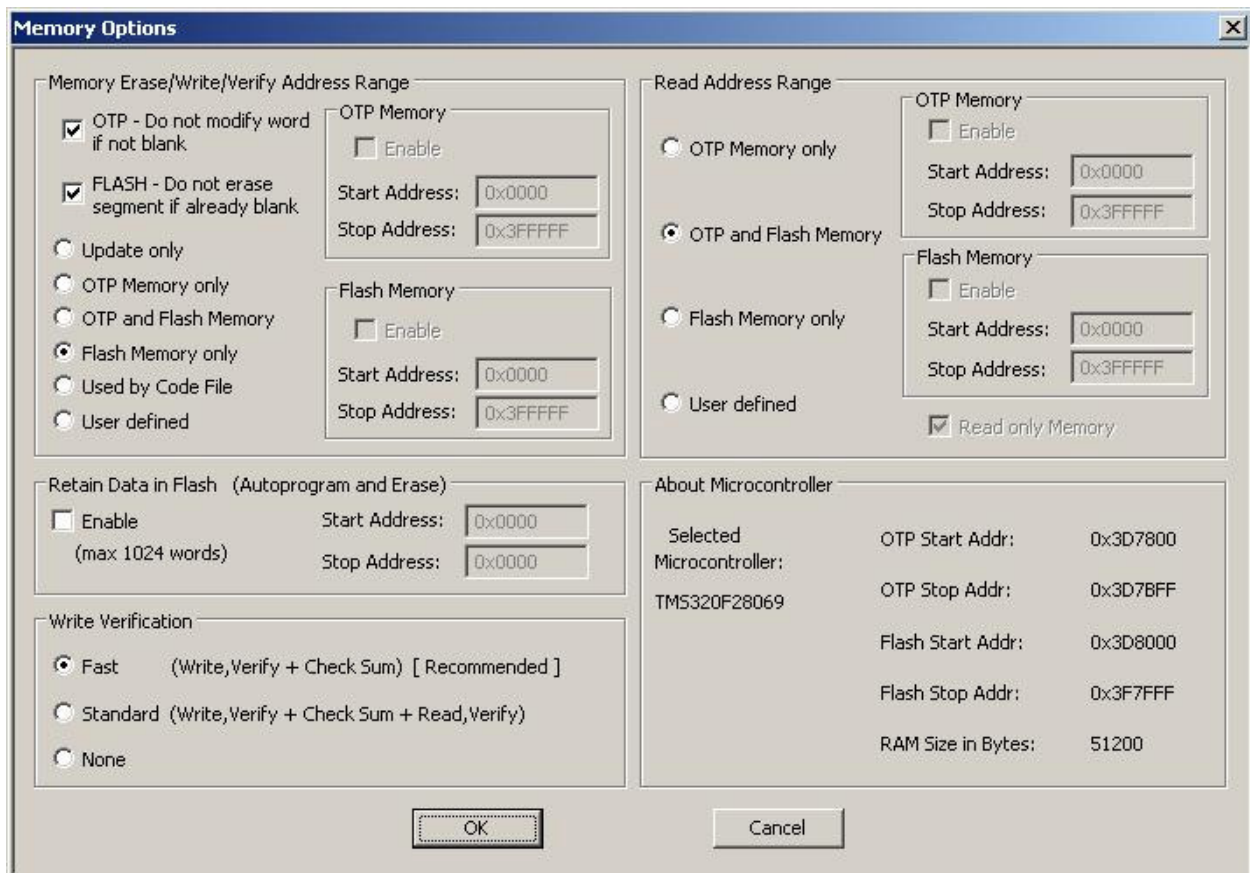 Memory Options
Memory Erase/Write/Verify Address Range
OTP - Do not modify word
if not blank
FLASH - Do not erase
segment if already blank
Update only
OTP Memory only
OTP and Flash Memory
Flash Memory only
Used by Code File
User defined
OTP Memory
Enable
Start Address: 0x0000
Stop Address: 0x3FFFFF
Flash Memory
Enable
Start Address: 0x0000
Stop Address: 0x3FFFFF
Read Address Range
OTP Memory only
OTP and Flash Memory
Flash Memory only
User defined
OTP Memory
Enable
Start Address: 0x0000
Stop Address: 0x3FFFFF
Flash Memory
Enable
Start Address: 0x0000
Stop Address: 0x3FFFFF
Read only Memory
Retain Data in Flash (Autoprogram and Erase)
Enable
(max 1024 words)
Start Address: 0x0000
Stop Address: 0x0000
Write Verification
Fast (Write,Verify + Check Sum) [ Recommended ]
Standard (Write,Verify + Check Sum + Read,Verify)
None
About Microcontroller
Selected
Microcontroller:
TMS320F28069
OTP Start Addr: 0x3D7800
OTP Stop Addr: 0x3D7BFF
Flash Start Addr: 0x3D8000
Flash Stop Addr: 0x3F7FFF
RAM Size in Bytes: 51200
OK
Cancel